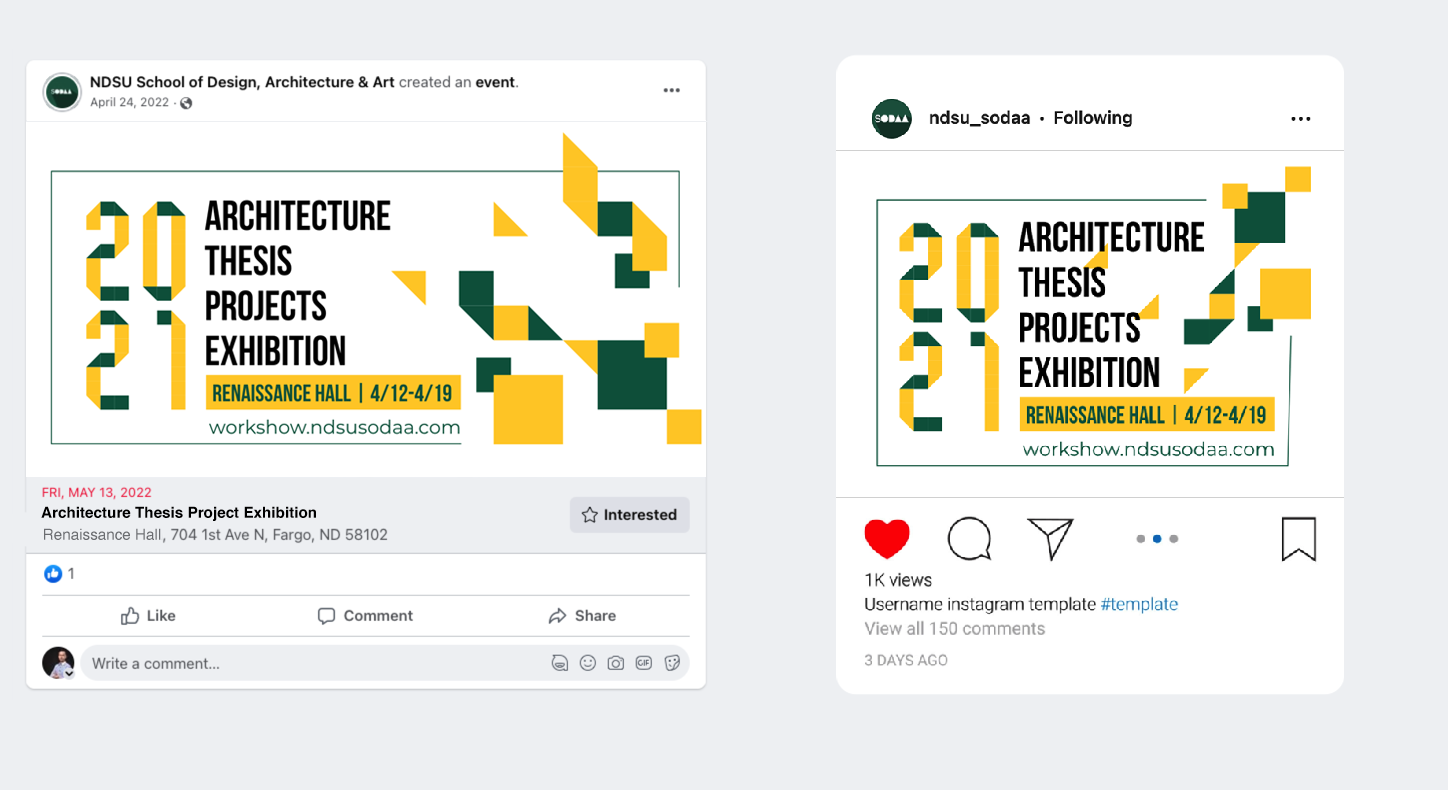 SODAA
NDSU School of Design, Architecture & Art created an event.
April 24, 2022 ·
2021
ARCHITECTURE
THESIS
PROJECTS
EXHIBITION
RENAISSANCE HALL | 4/12-4/19
workshow.ndsusodaa.com
FRI, MAY 13, 2022
Architecture Thesis Project Exhibition
Renaissance Hall, 704 1st Ave N, Fargo, ND 58102
Interested
1
Like
Comment
Share
Write a comment...
GIF
SODAA
ndsu_sodaa • Following
2021
ARCHITECTURE
THESIS
PROJECTS
EXHIBITION
RENAISSANCE HALL | 4/12-4/19
workshow.ndsusodaa.com
1K views
Username instagram template #template
View all 150 comments
3 DAYS AGO